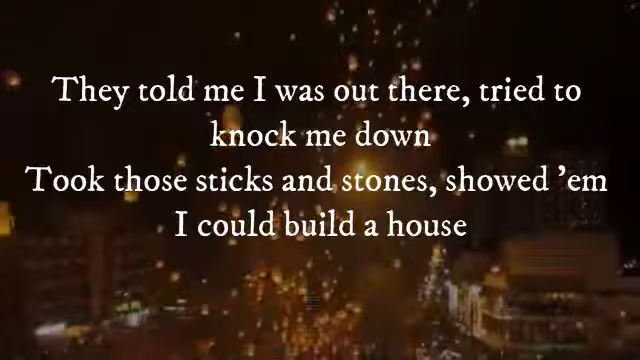 They told me I was out there, tried to
knock me down
Took those sticks and stones, showed 'em
I could build a house